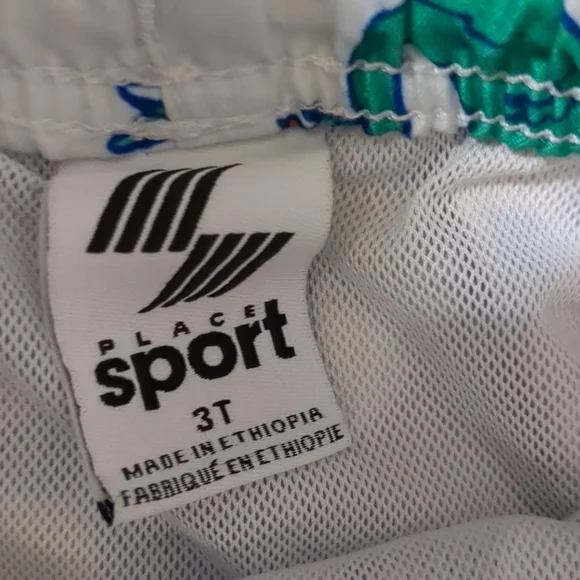 PLACE
sport
3T
MADE IN ETHIOPIA
FABRIQUÉ EN ETHIOPIE